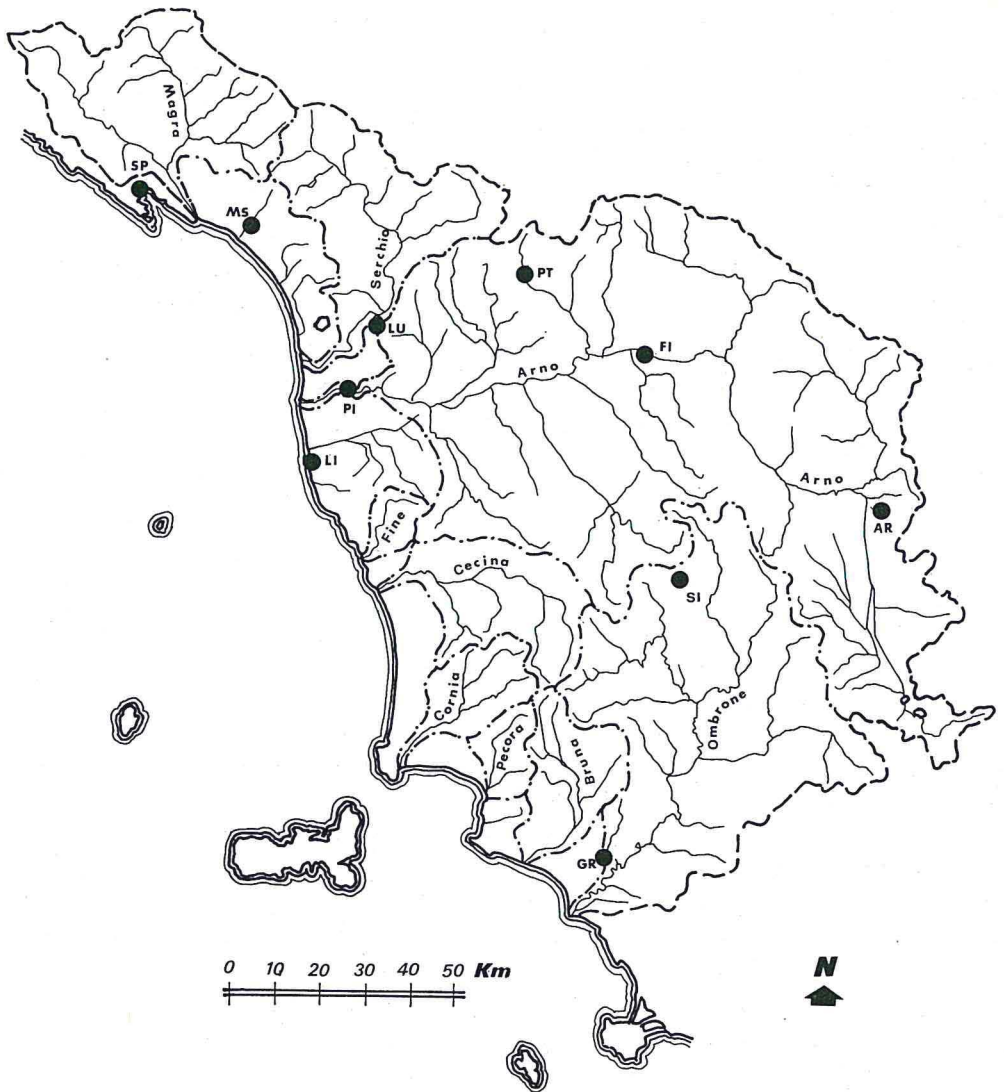 Magra
SP
MS
Serchio
PT
LU
FI
Arno
PI
LI
Arno
AR
Fine
Cecina
SI
Cornia
Ombrone
Pecora
Bruna
GR
0 10 20 30 40 50 Km
N